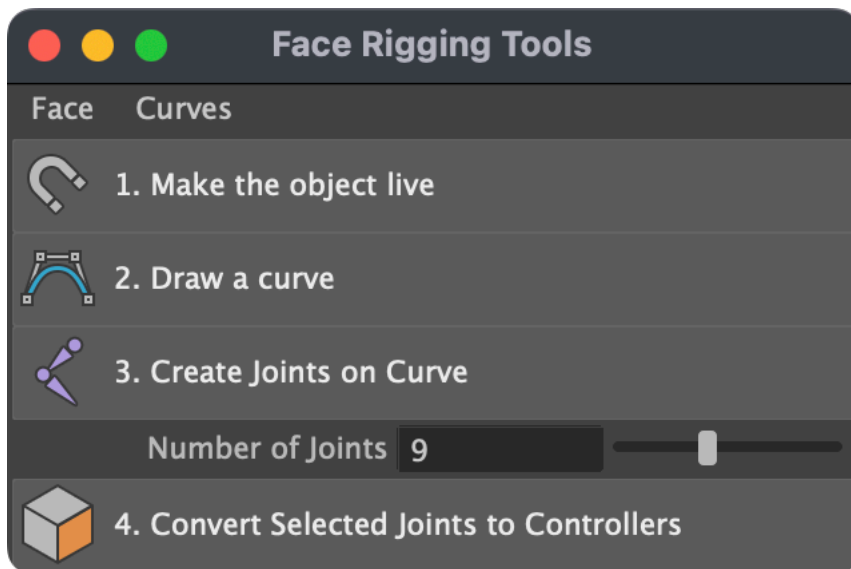 Face Rigging Tools
Face Curves
1. Make the object live
2. Draw a curve
3. Create Joints on Curve
Number of Joints 9
4. Convert Selected Joints to Controllers